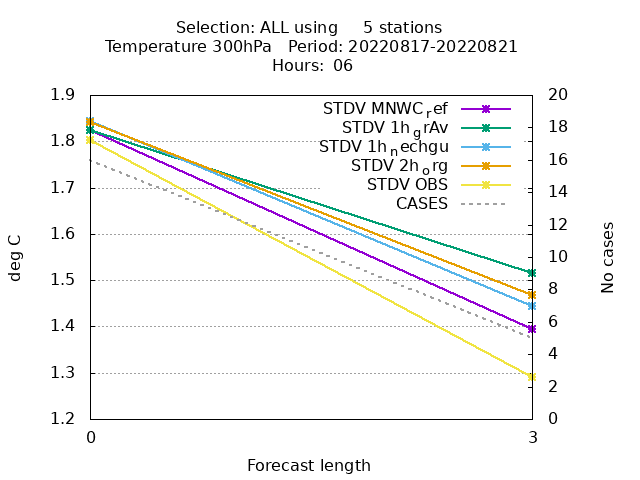 Selection: ALL using     5 stations
Temperature 300hPa   Period: 20220817-20220821
Hours:  06
STDV MNWC_ref
STDV 1h_grAv
STDV 1h_nechgu
STDV 2h_org
STDV OBS
CASES
1.9
1.8
1.7
1.6
1.5
1.4
1.3
1.2
20
18
16
14
12
10
8
6
4
2
0
deg C
No cases
0
3
Forecast length